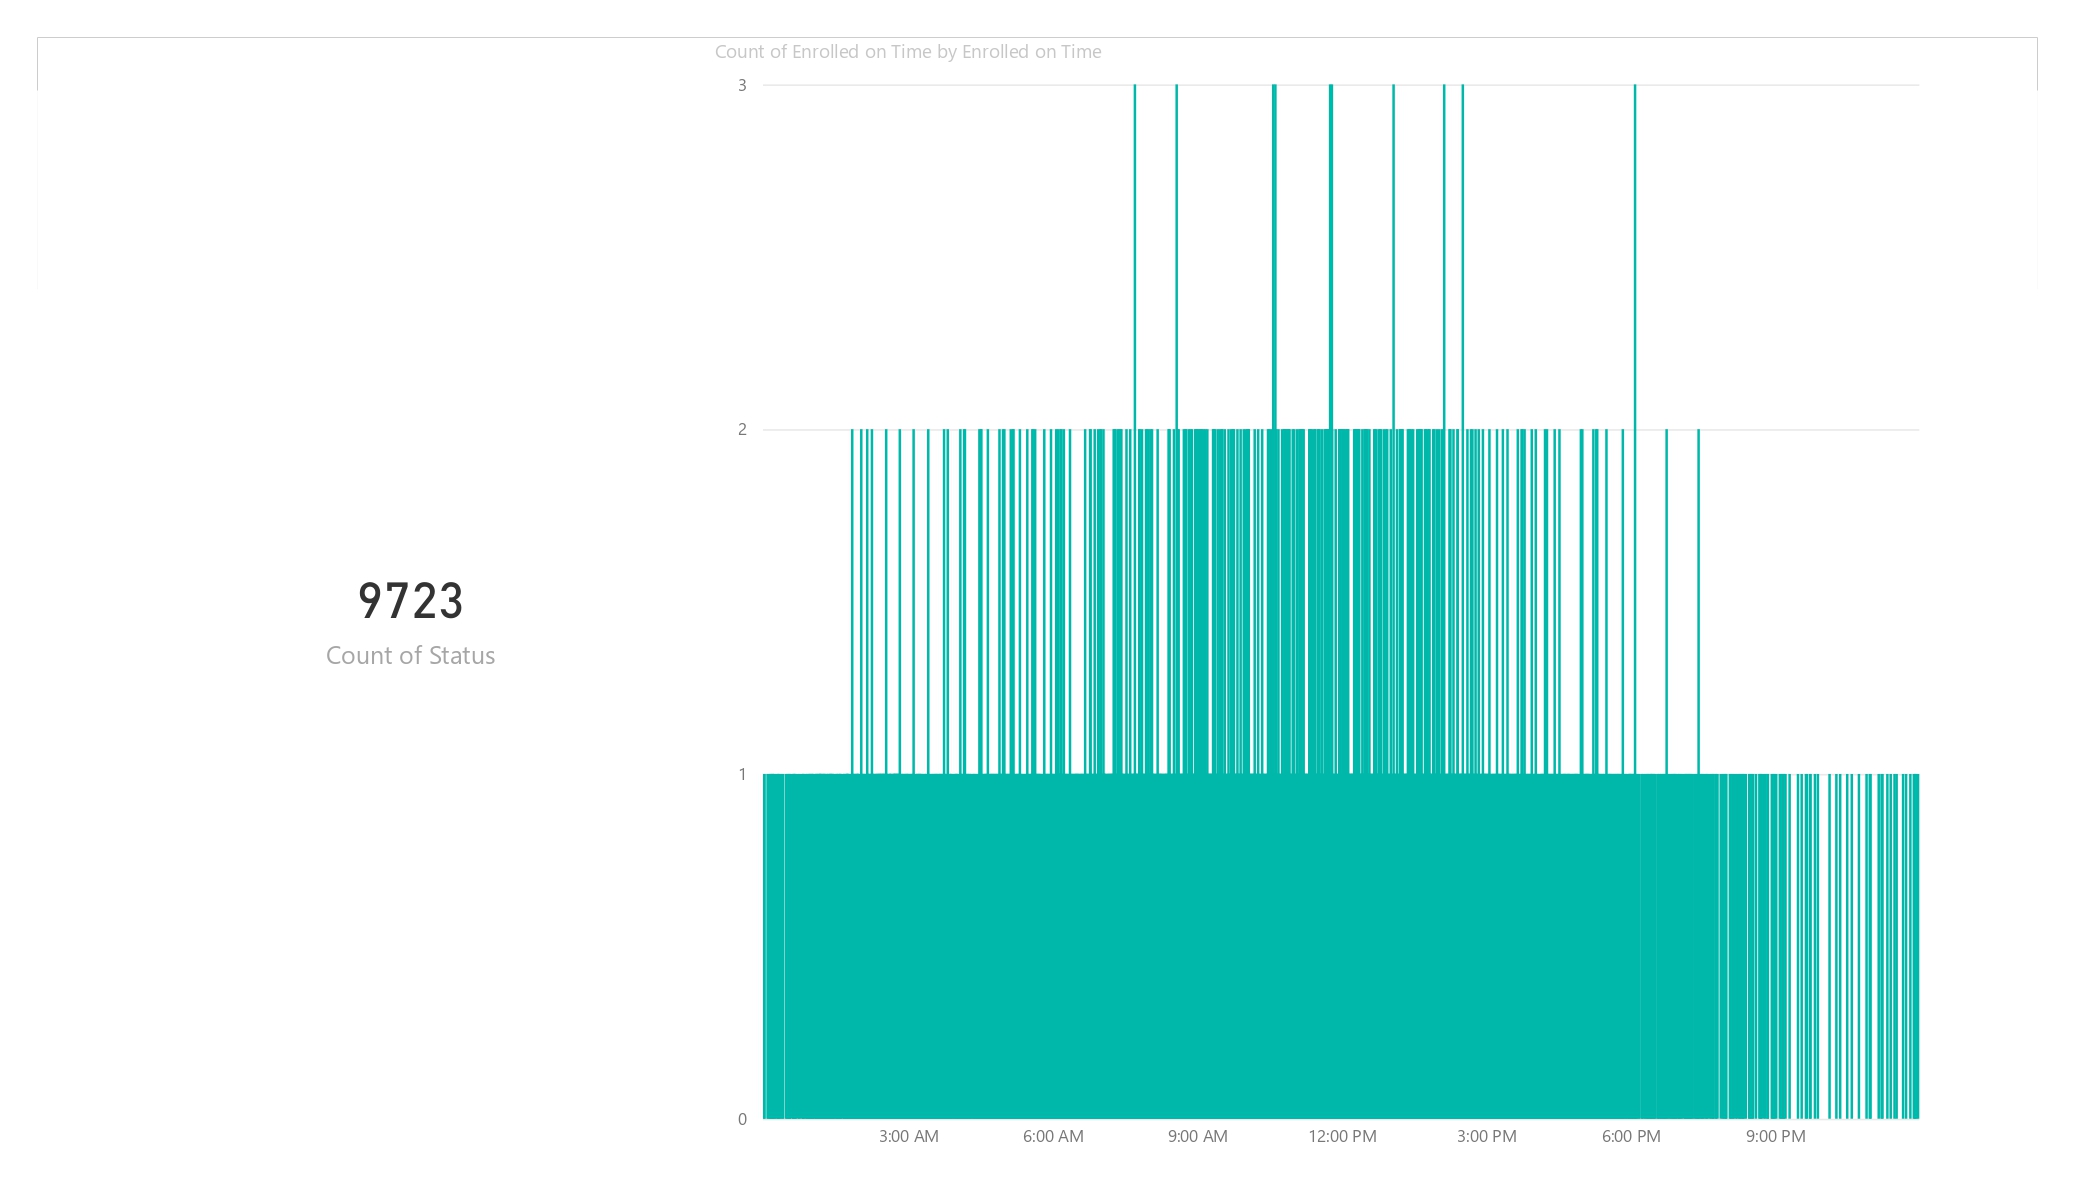 Count of Enrolled on Time by Enrolled on Time
3
2
1
0
3:00 AM 6:00 AM 9:00 AM 12:00 PM 3:00 PM 6:00 PM 9:00 PM
9723
Count of Status